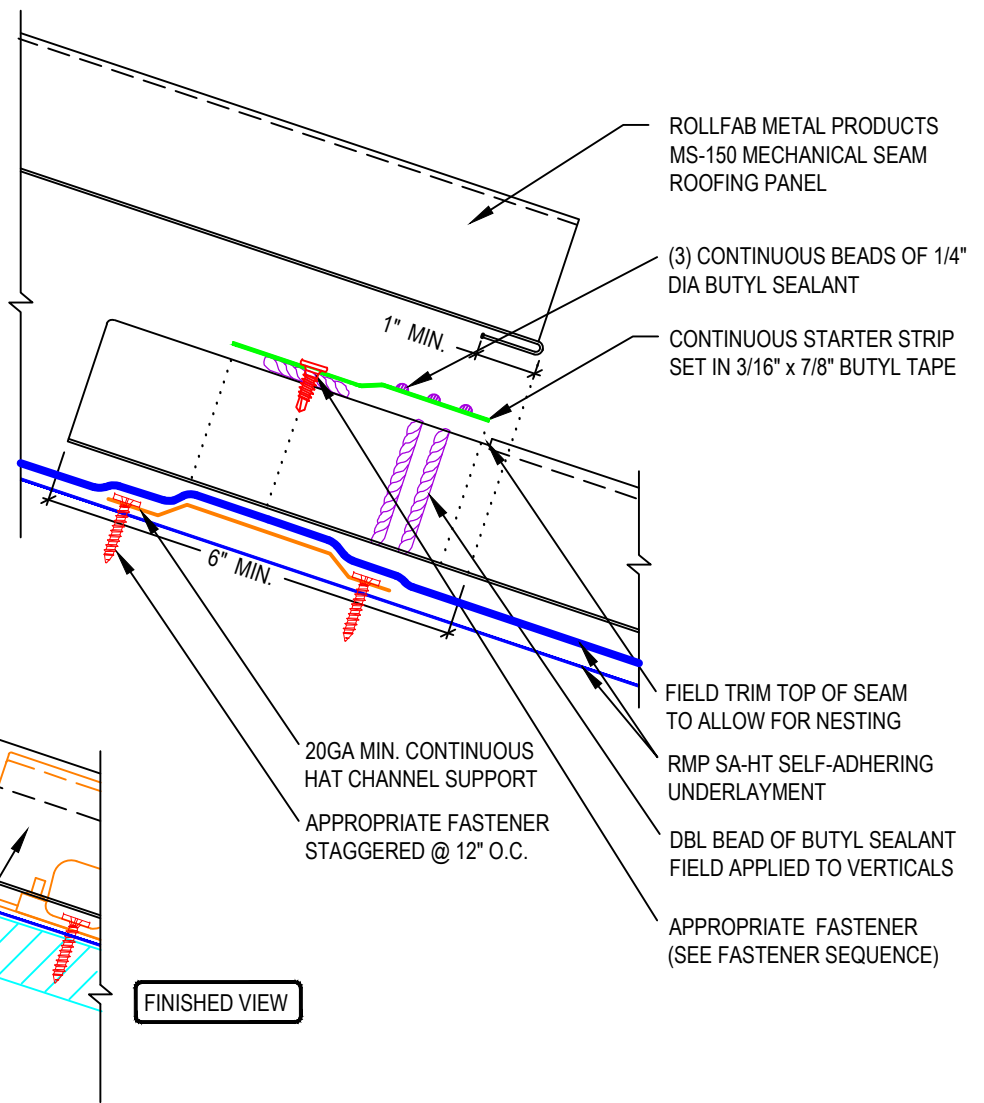 ROLLFAB METAL PRODUCTS
MS-150 MECHANICAL SEAM
ROOFING PANEL
(3) CONTINUOUS BEADS OF 1/4"
DIA BUTYL SEALANT
1" MIN.
CONTINUOUS STARTER STRIP
SET IN 3/16" x 7/8" BUTYL TAPE
6" MIN.
FIELD TRIM TOP OF SEAM
TO ALLOW FOR NESTING
20GA MIN. CONTINUOUS
HAT CHANNEL SUPPORT
RMP SA-HT SELF-ADHERING
UNDERLAYMENT
APPROPRIATE FASTENER
STAGGERED @ 12" O.C.
DBL BEAD OF BUTYL SEALANT
FIELD APPLIED TO VERTICALS
APPROPRIATE  FASTENER
(SEE FASTENER SEQUENCE)
FINISHED VIEW